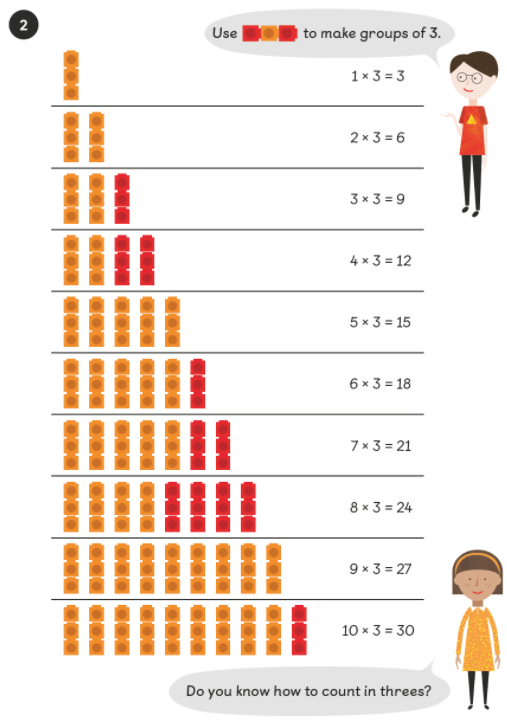 2
Use to make groups of 3.
1 × 3 = 3
2 × 3 = 6
3 × 3 = 9
4 × 3 = 12
5 × 3 = 15
6 × 3 = 18
7 × 3 = 21
8 × 3 = 24
9 × 3 = 27
10 × 3 = 30
Do you know how to count in threes?